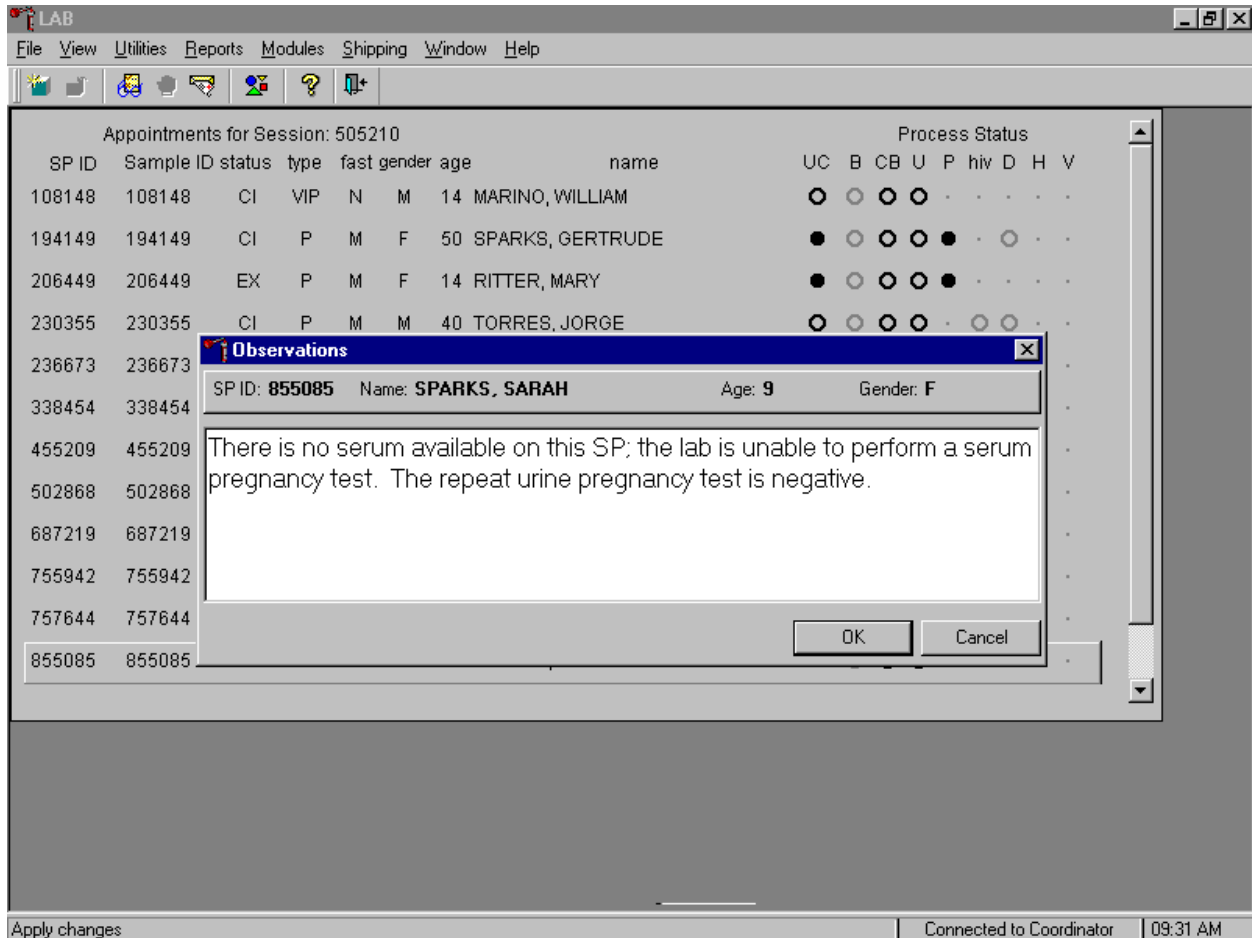 LAB
File View Utilities Reports Modules Shipping Window Help
Appointments for Session: 505210 Process Status
SP ID Sample ID status type fast gender age name UC B CB U P hiv D H V
108148 108148 CI VIP N M 14 MARINO, WILLIAM
194149 194149 CI P M F 50 SPARKS, GERTRUDE
206449 206449 EX P M F 14 RITTER, MARY
230355 230355 CI P M M 40 TORRES, JORGE
236673 236673
338454 338454
455209 455209
502868 502868
687219 687219
755942 755942
757644 757644
855085 855085
Observations
SP ID: 855085 Name: SPARKS, SARAH Age: 9 Gender: F
There is no serum available on this SP; the lab is unable to perform a serum
pregnancy test. The repeat urine pregnancy test is negative.
OK Cancel
Apply changes Connected to Coordinator 09:31 AM